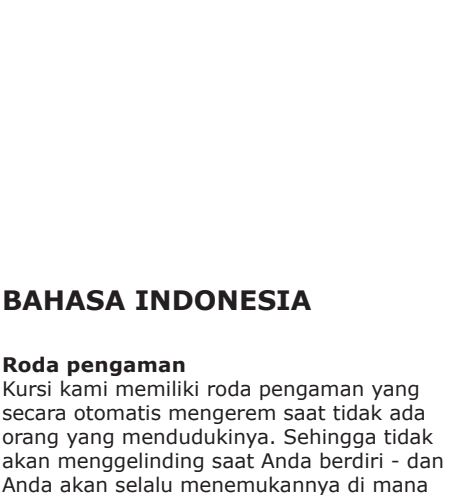 BAHASA INDONESIA
Roda pengaman
Kursi kami memiliki roda pengaman yang
secara otomatis mengerem saat tidak ada
orang yang mendudukinya. Sehingga tidak
akan menggelinding saat Anda berdiri - dan
Anda akan selalu menemukannya di mana